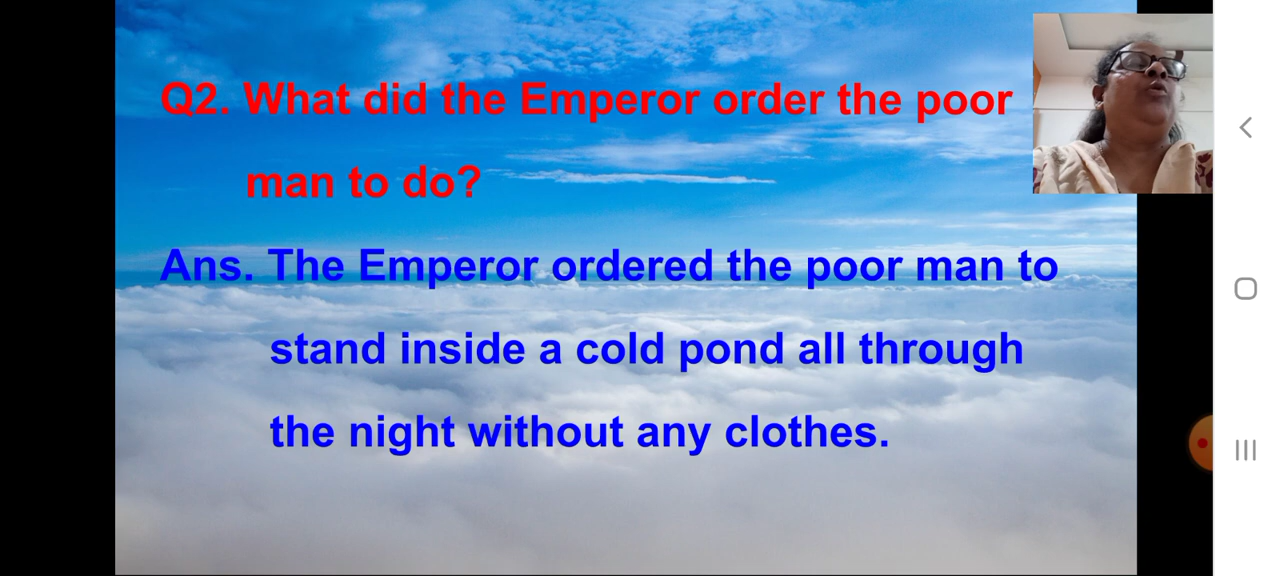 Q2. What did the Emperor order the poor
man to do?
Ans. The Emperor ordered the poor man to
stand inside a cold pond all through
the night without any clothes.